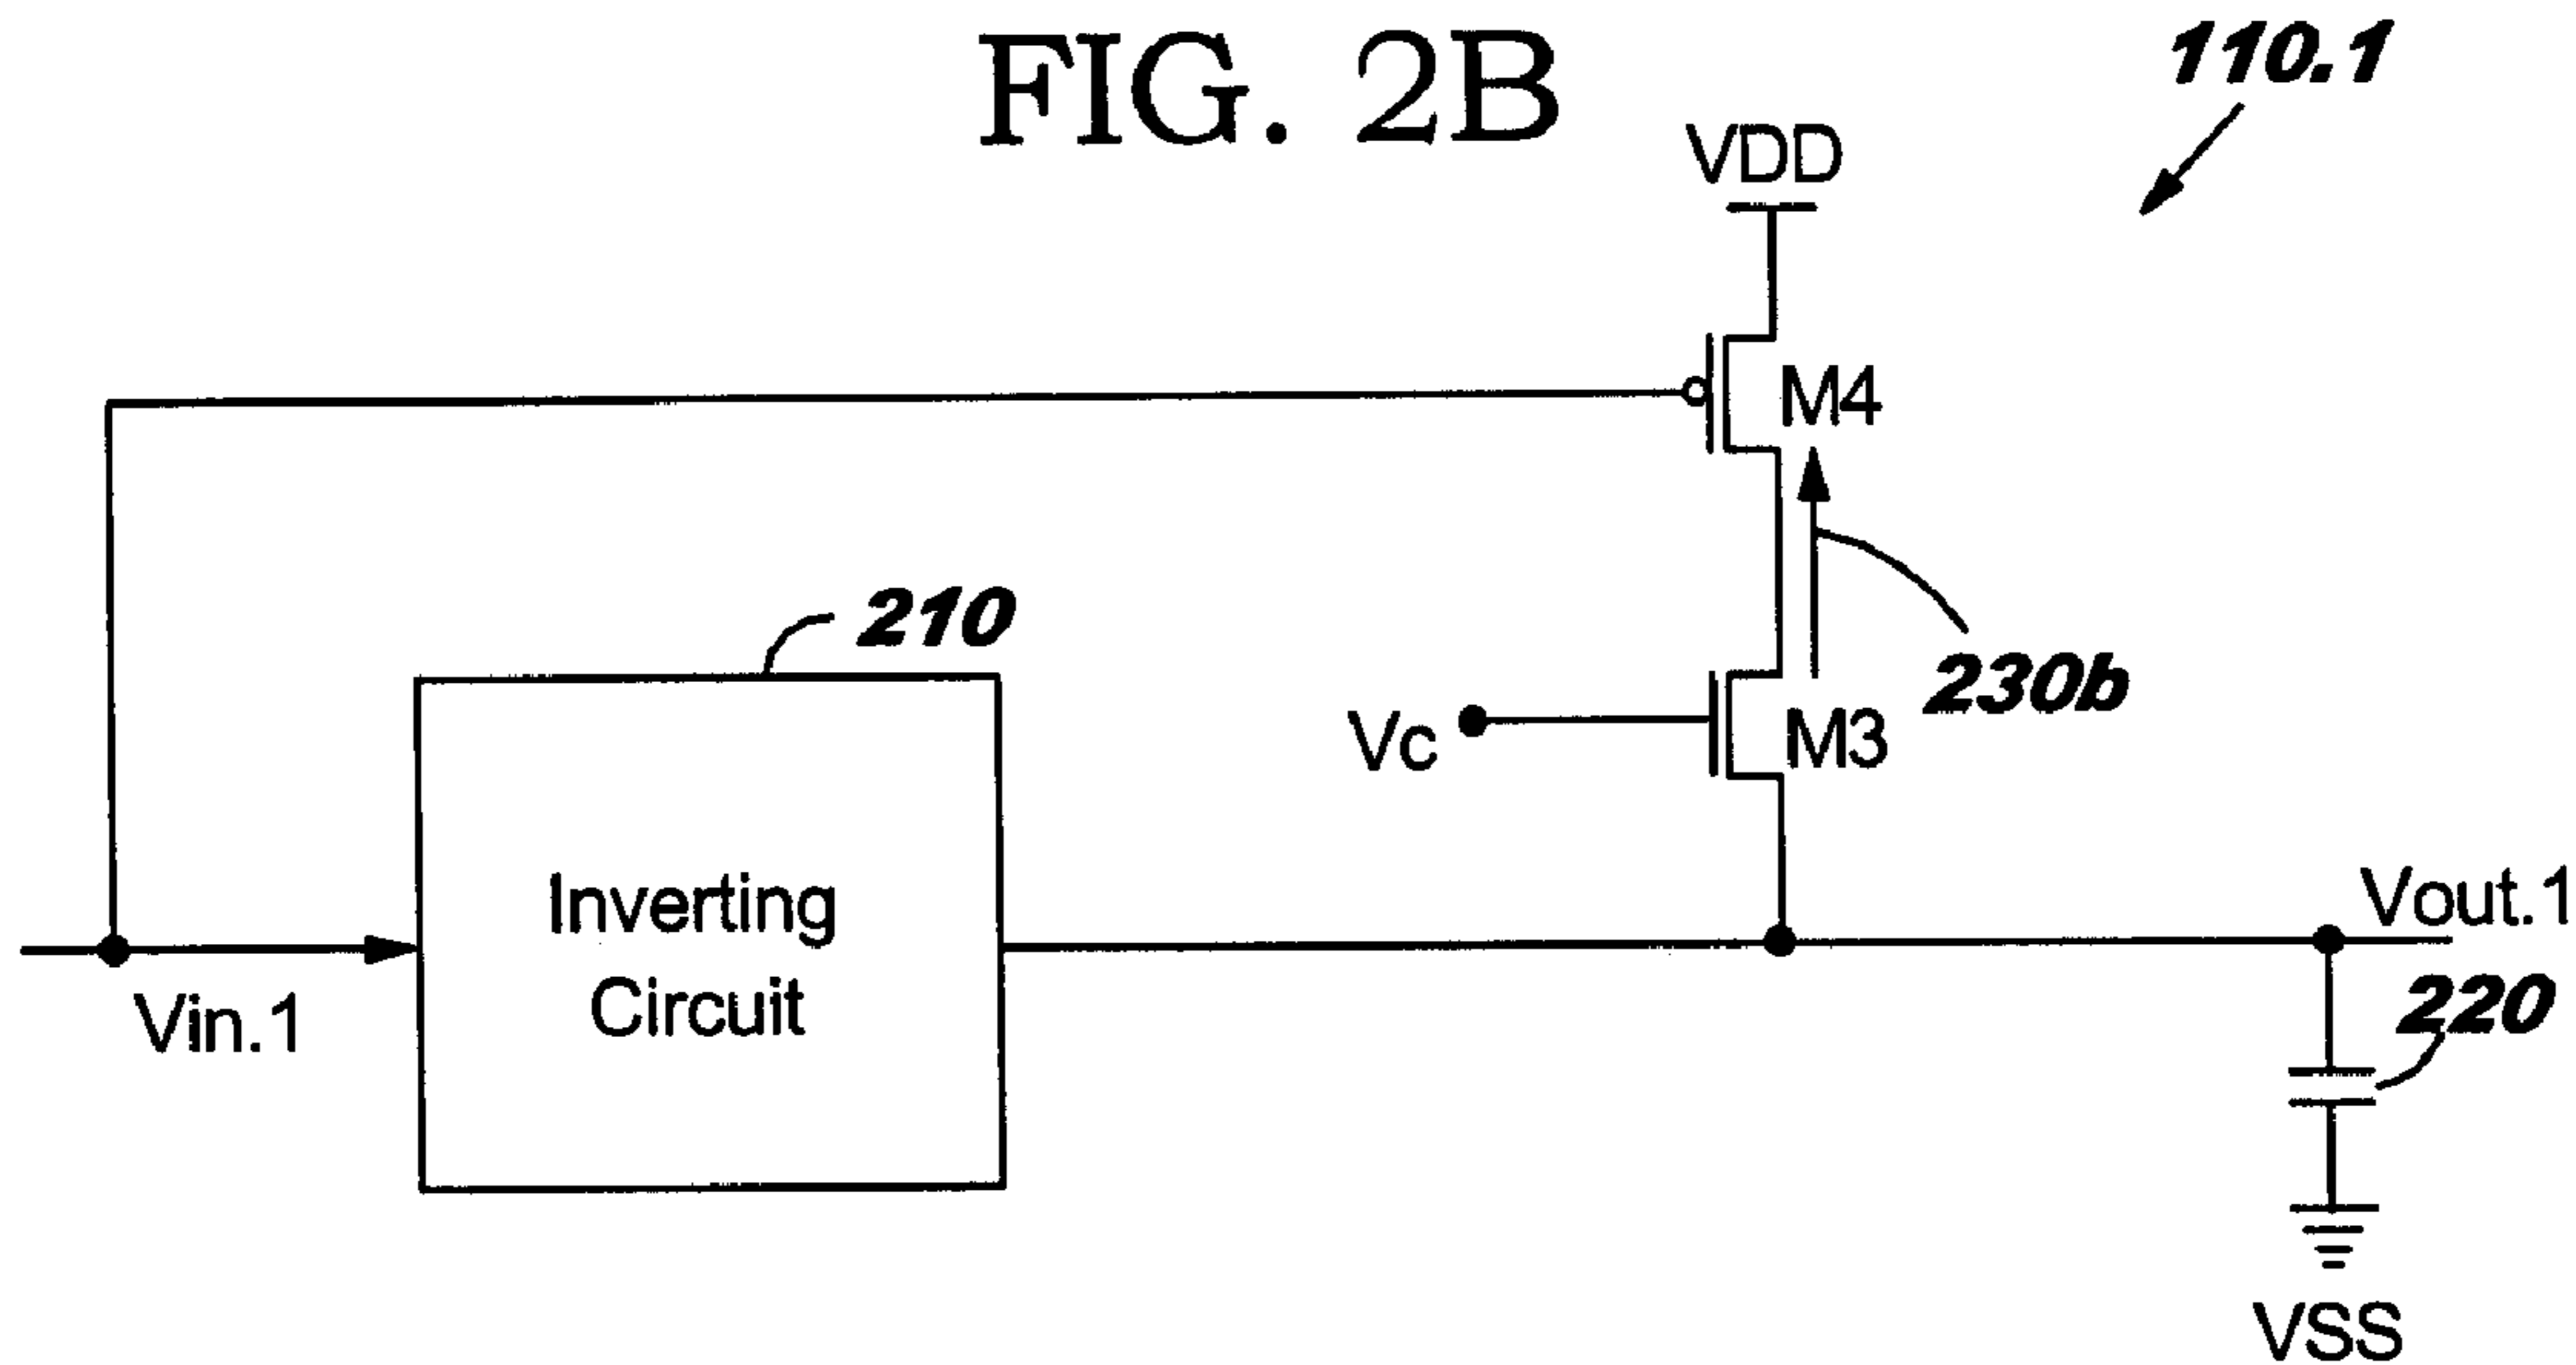 FIG. 2B
110.1
VDD
M4
210
230b
Vc
M3
Inverting
Circuit
Vout.1
Vin.1
220
VSS